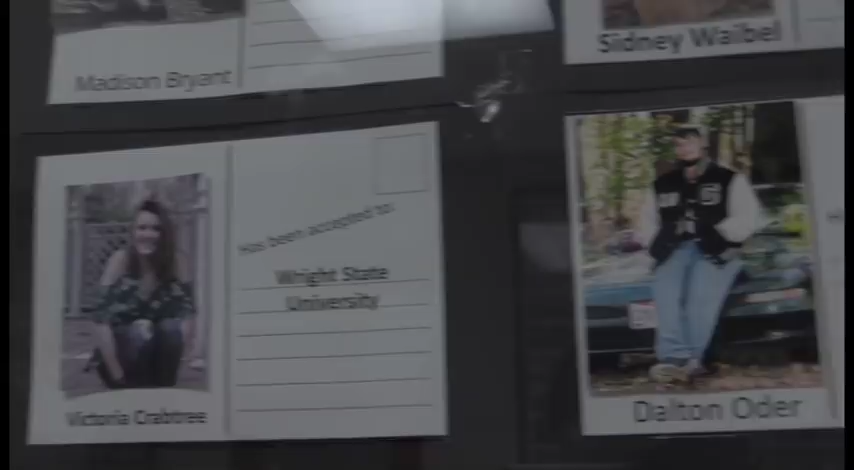 Madison Bryant
Sidney Waibel
Has been accepted to:
Wright State
University
Victoria Crabtree
Dalton Oder